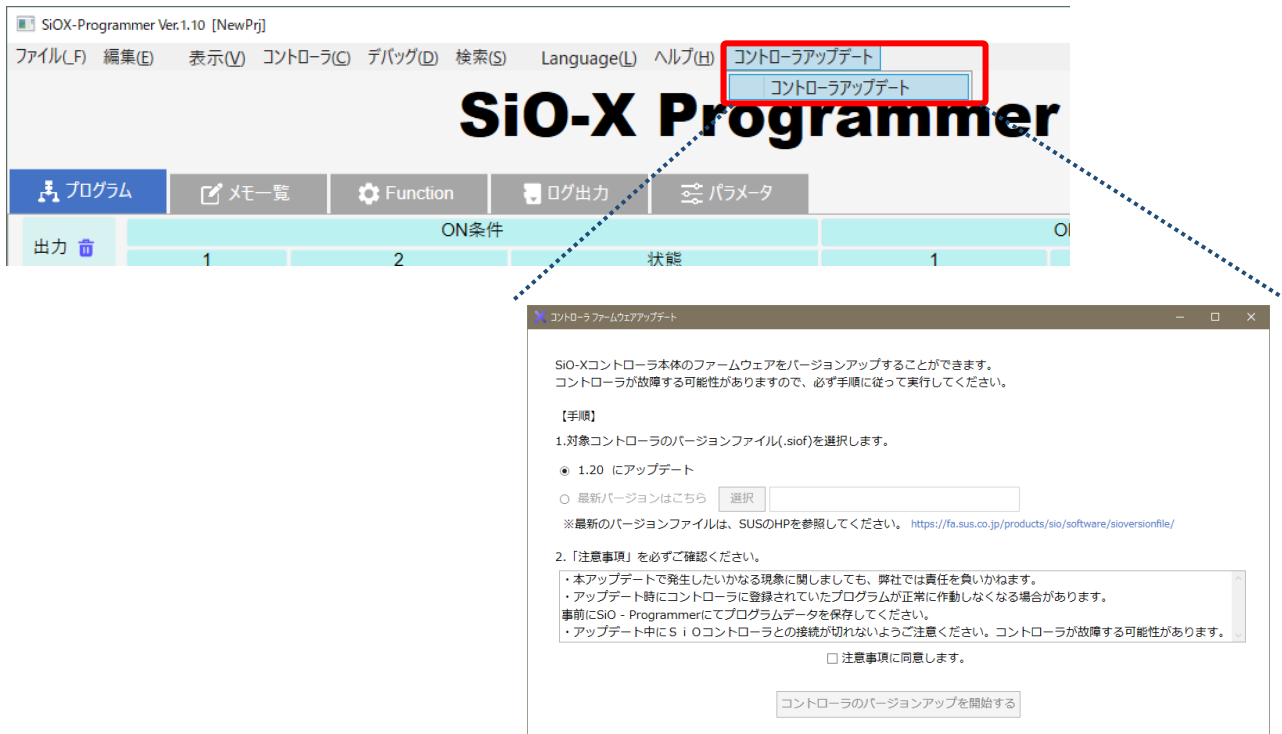 SiOX-Programmer Ver.1.10 [NewPrj]
ファイル(_F) 編集(E) 表示(V) コントローラ(C) デバッグ(D) 検索(S) Language(L) ヘルプ(H) コントローラアップデート
コントローラアップデート
SiO-X Programmer
プログラム メモ一覧 Function ログ出力 パラメータ
出力 ON条件
1 2 状態 1
コントローラ ファームウェアアップデート
SiO-Xコントローラ本体のファームウェアをバージョンアップすることができます。
コントローラが故障する可能性がありますので、必ず手順に従って実行してください。
【手順】
1.対象コントローラのバージョンファイル(.siof)を選択します。
1.20 にアップデート
最新バージョンはこちら 選択
※最新のバージョンファイルは、SUSのHPを参照してください。 https://fa.sus.co.jp/products/sio/software/sioversionfile/
2.「注意事項」を必ずご確認ください。
・本アップデートで発生したいかなる現象に関しましても、弊社では責任を負いかねます。
・アップデート時にコントローラに登録されていたプログラムが正常に作動しなくなる場合があります。
事前にSiO - Programmerにてプログラムデータを保存してください。
・アップデート中にＳｉＯコントローラとの接続が切れないようご注意ください。コントローラが故障する可能性があります。
注意事項に同意します。
コントローラのバージョンアップを開始する